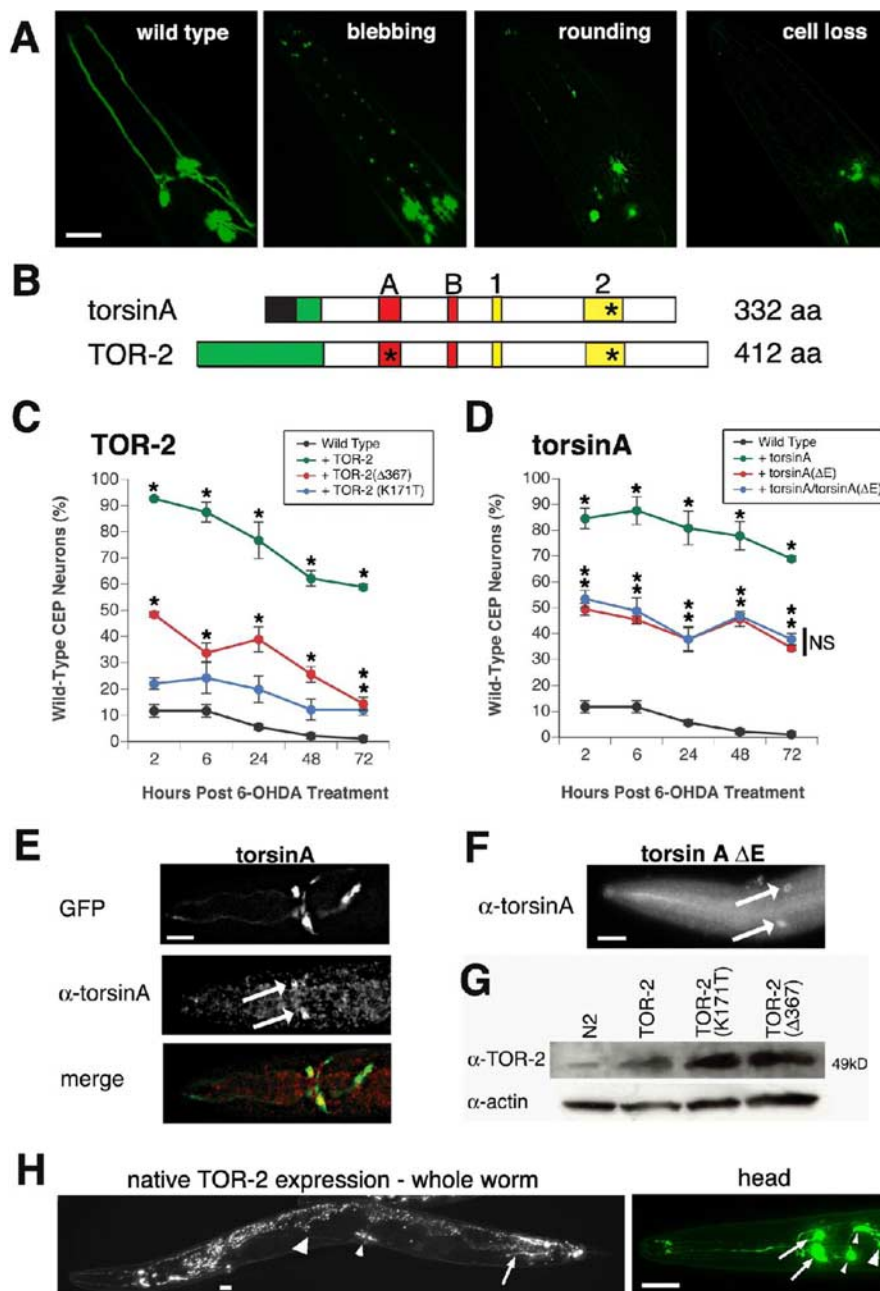 A
wild type
blebbing
rounding
cell loss
B
A B 1 2
torsinA
332 aa
TOR-2
412 aa
C
TOR-2
Wild Type
+ TOR-2
+ TOR-2(Δ367)
+ TOR-2 (K171T)
Wild-Type CEP Neurons (%)
100
90
80
70
60
50
40
30
20
10
0
2 6 24 48 72
Hours Post 6-OHDA Treatment
D
torsinA
Wild Type
+ torsinA
+ torsinA(ΔE)
+ torsinA/torsinA(ΔE)
Wild-Type CEP Neurons (%)
100
90
80
70
60
50
40
30
20
10
0
NS
2 6 24 48 72
Hours Post 6-OHDA Treatment
E
torsinA
GFP
α-torsinA
merge
F
torsin A ΔE
α-torsinA
G
N2
TOR-2
TOR-2 (K171T)
TOR-2 (Δ367)
α-TOR-2
49kD
α-actin
H
native TOR-2 expression - whole worm
head